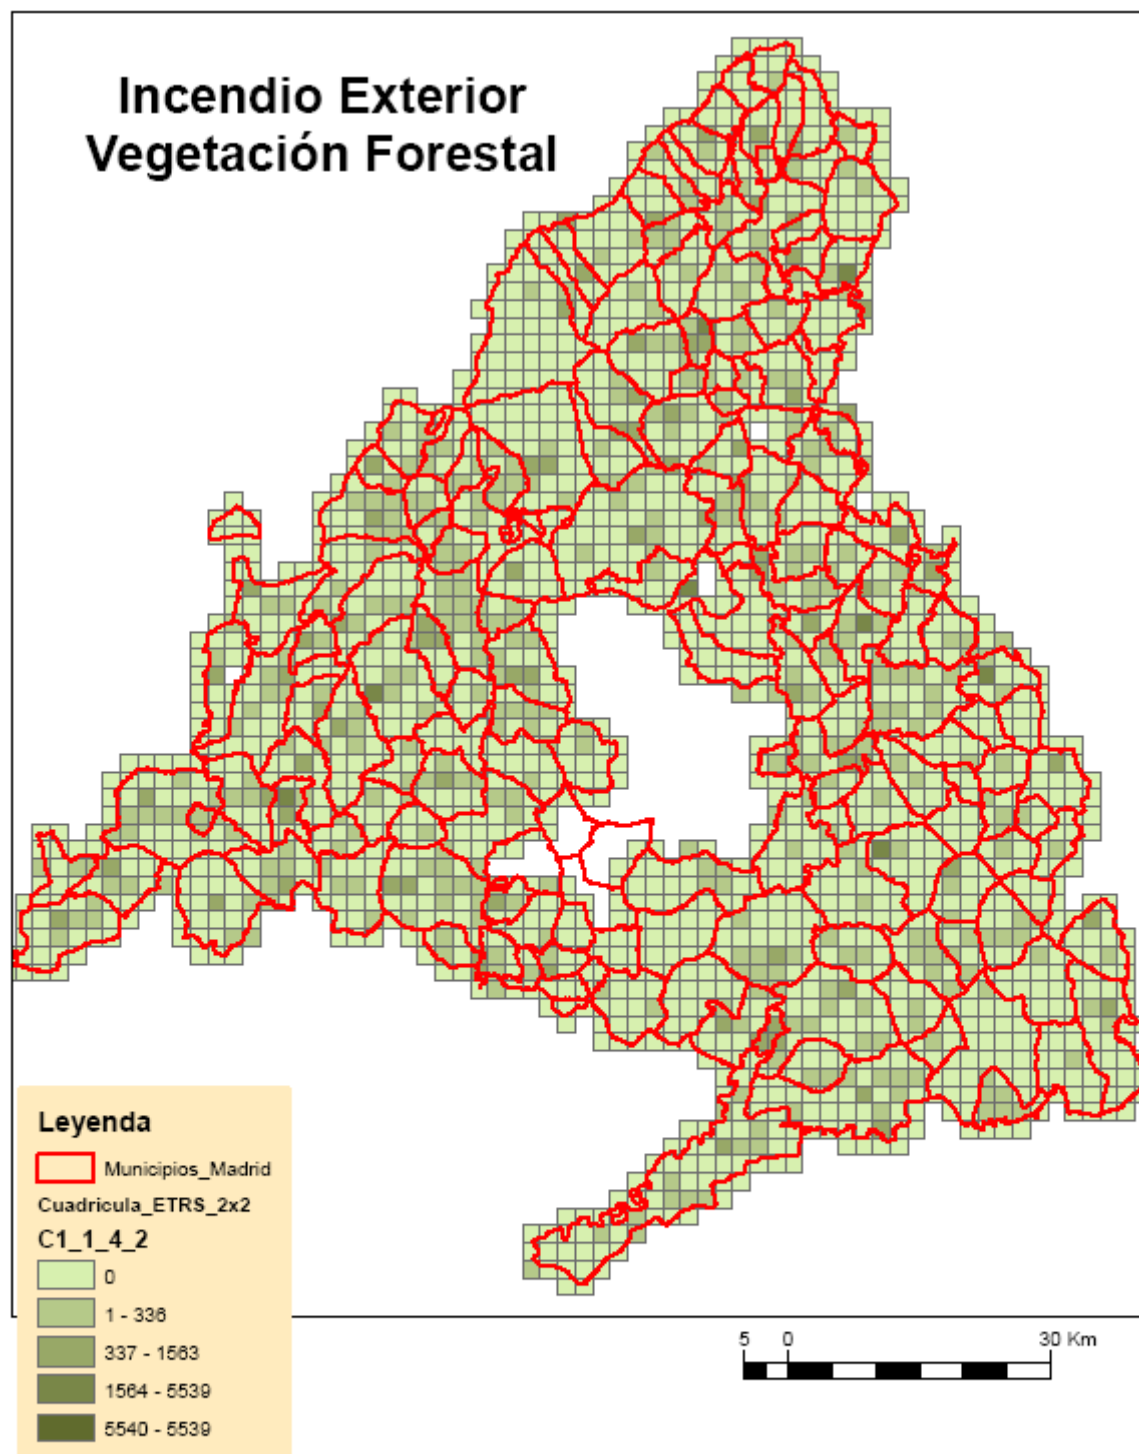 Incendio Exterior
Vegetación Forestal
Leyenda
Municipios_Madrid
Cuadricula_ETRS_2x2
C1_1_4_2
0
1 - 336
337 - 1563
1564 - 5539
5540 - 5539
5 0 30 Km